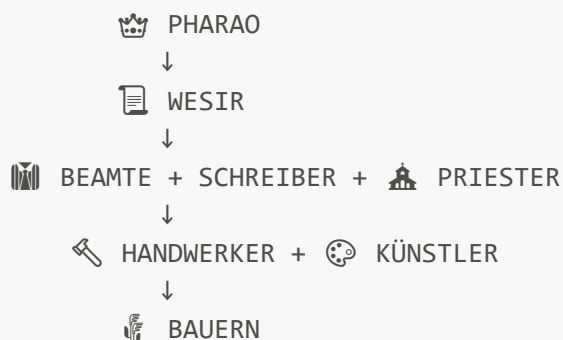 PHARAO
↓
WESIR
↓
BEAMTE + SCHREIBER + PRIESTER
↓
HANDWERKER + KÜNSTLER
↓
BAUERN